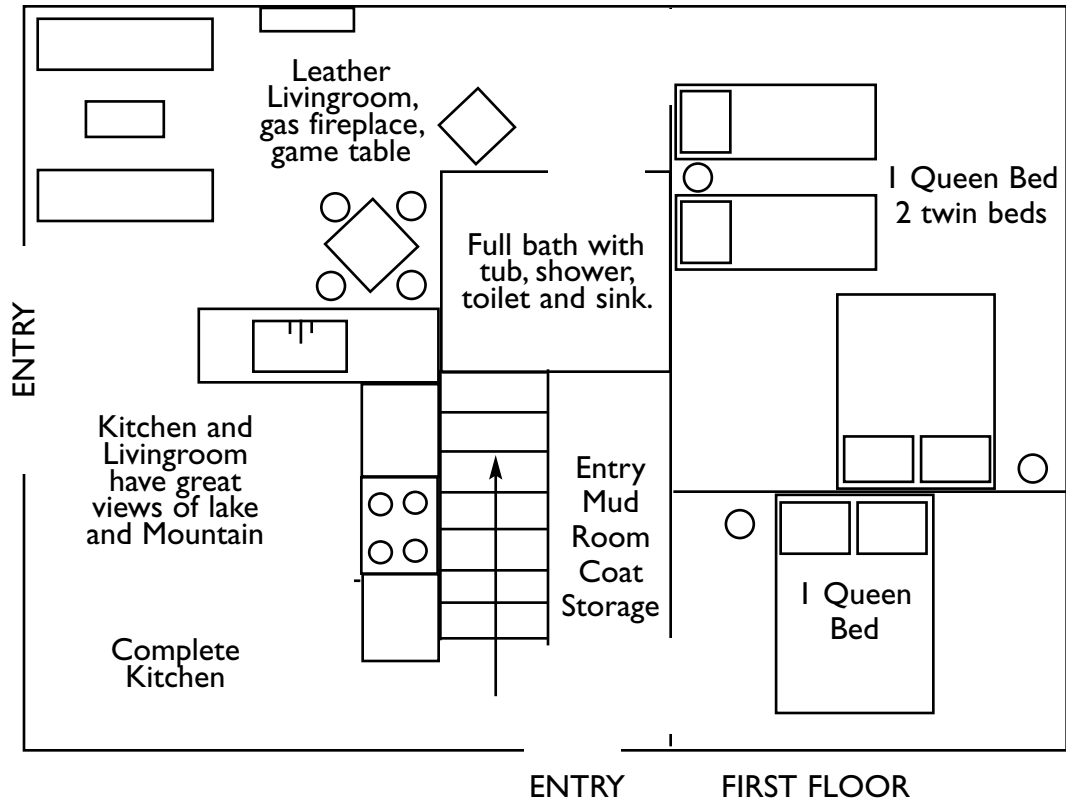 Leather
Livingroom,
gas fireplace,
game table
1 Queen Bed
2 twin beds
Full bath with
tub, shower,
toilet and sink.
ENTRY
Kitchen and
Livingroom
have great
views of lake
and Mountain
Entry
Mud
Room
Coat
Storage
1 Queen
Bed
Complete
Kitchen
ENTRY
FIRST FLOOR